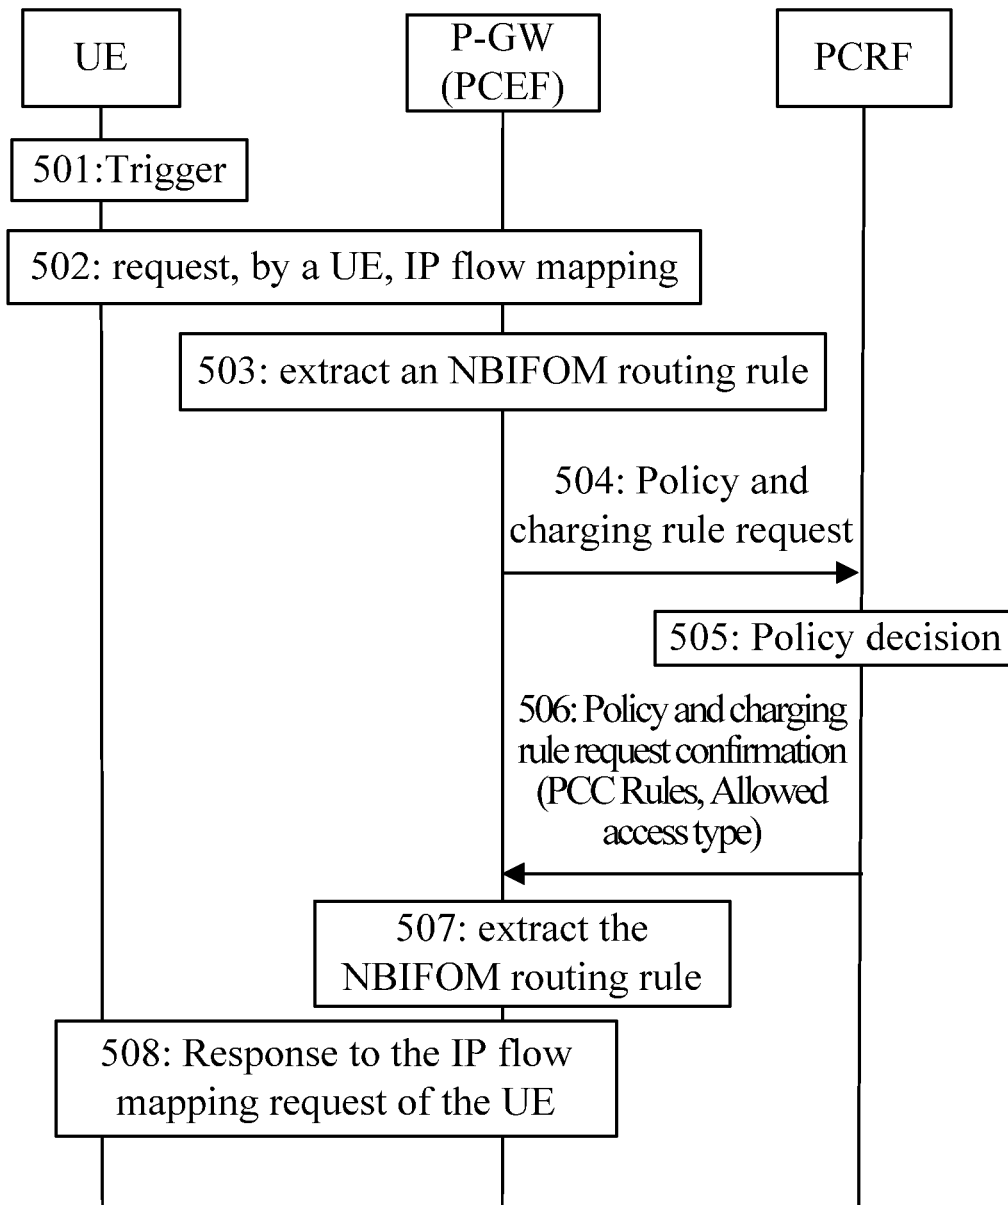 UE
P-GW
(PCEF)
PCRF
501:Trigger
502: request, by a UE, IP flow mapping
503: extract an NBIFOM routing rule
504: Policy and
charging rule request
505: Policy decision
506: Policy and charging
rule request confirmation
(PCC Rules, Allowed
access type)
507: extract the
NBIFOM routing rule
508: Response to the IP flow
mapping request of the UE